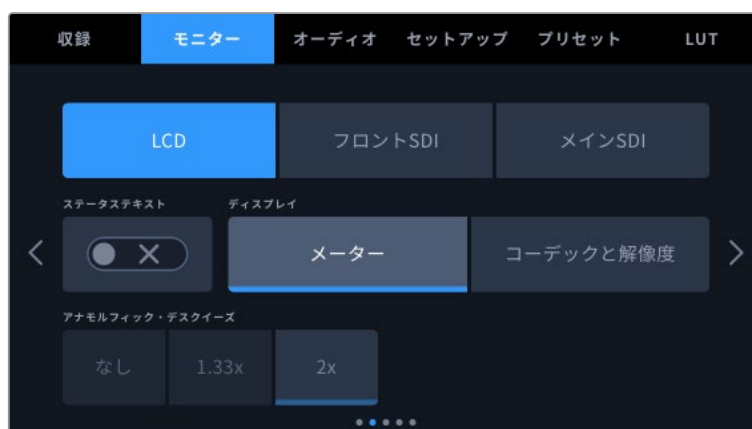 収録 モニター オーディオ セットアップ プリセット LUT
LCD フロントSDI メインSDI
ステータステキスト ディスプレイ
メーター コーデックと解像度
アナモルフィック・デスクイーズ
なし 1.33x 2x